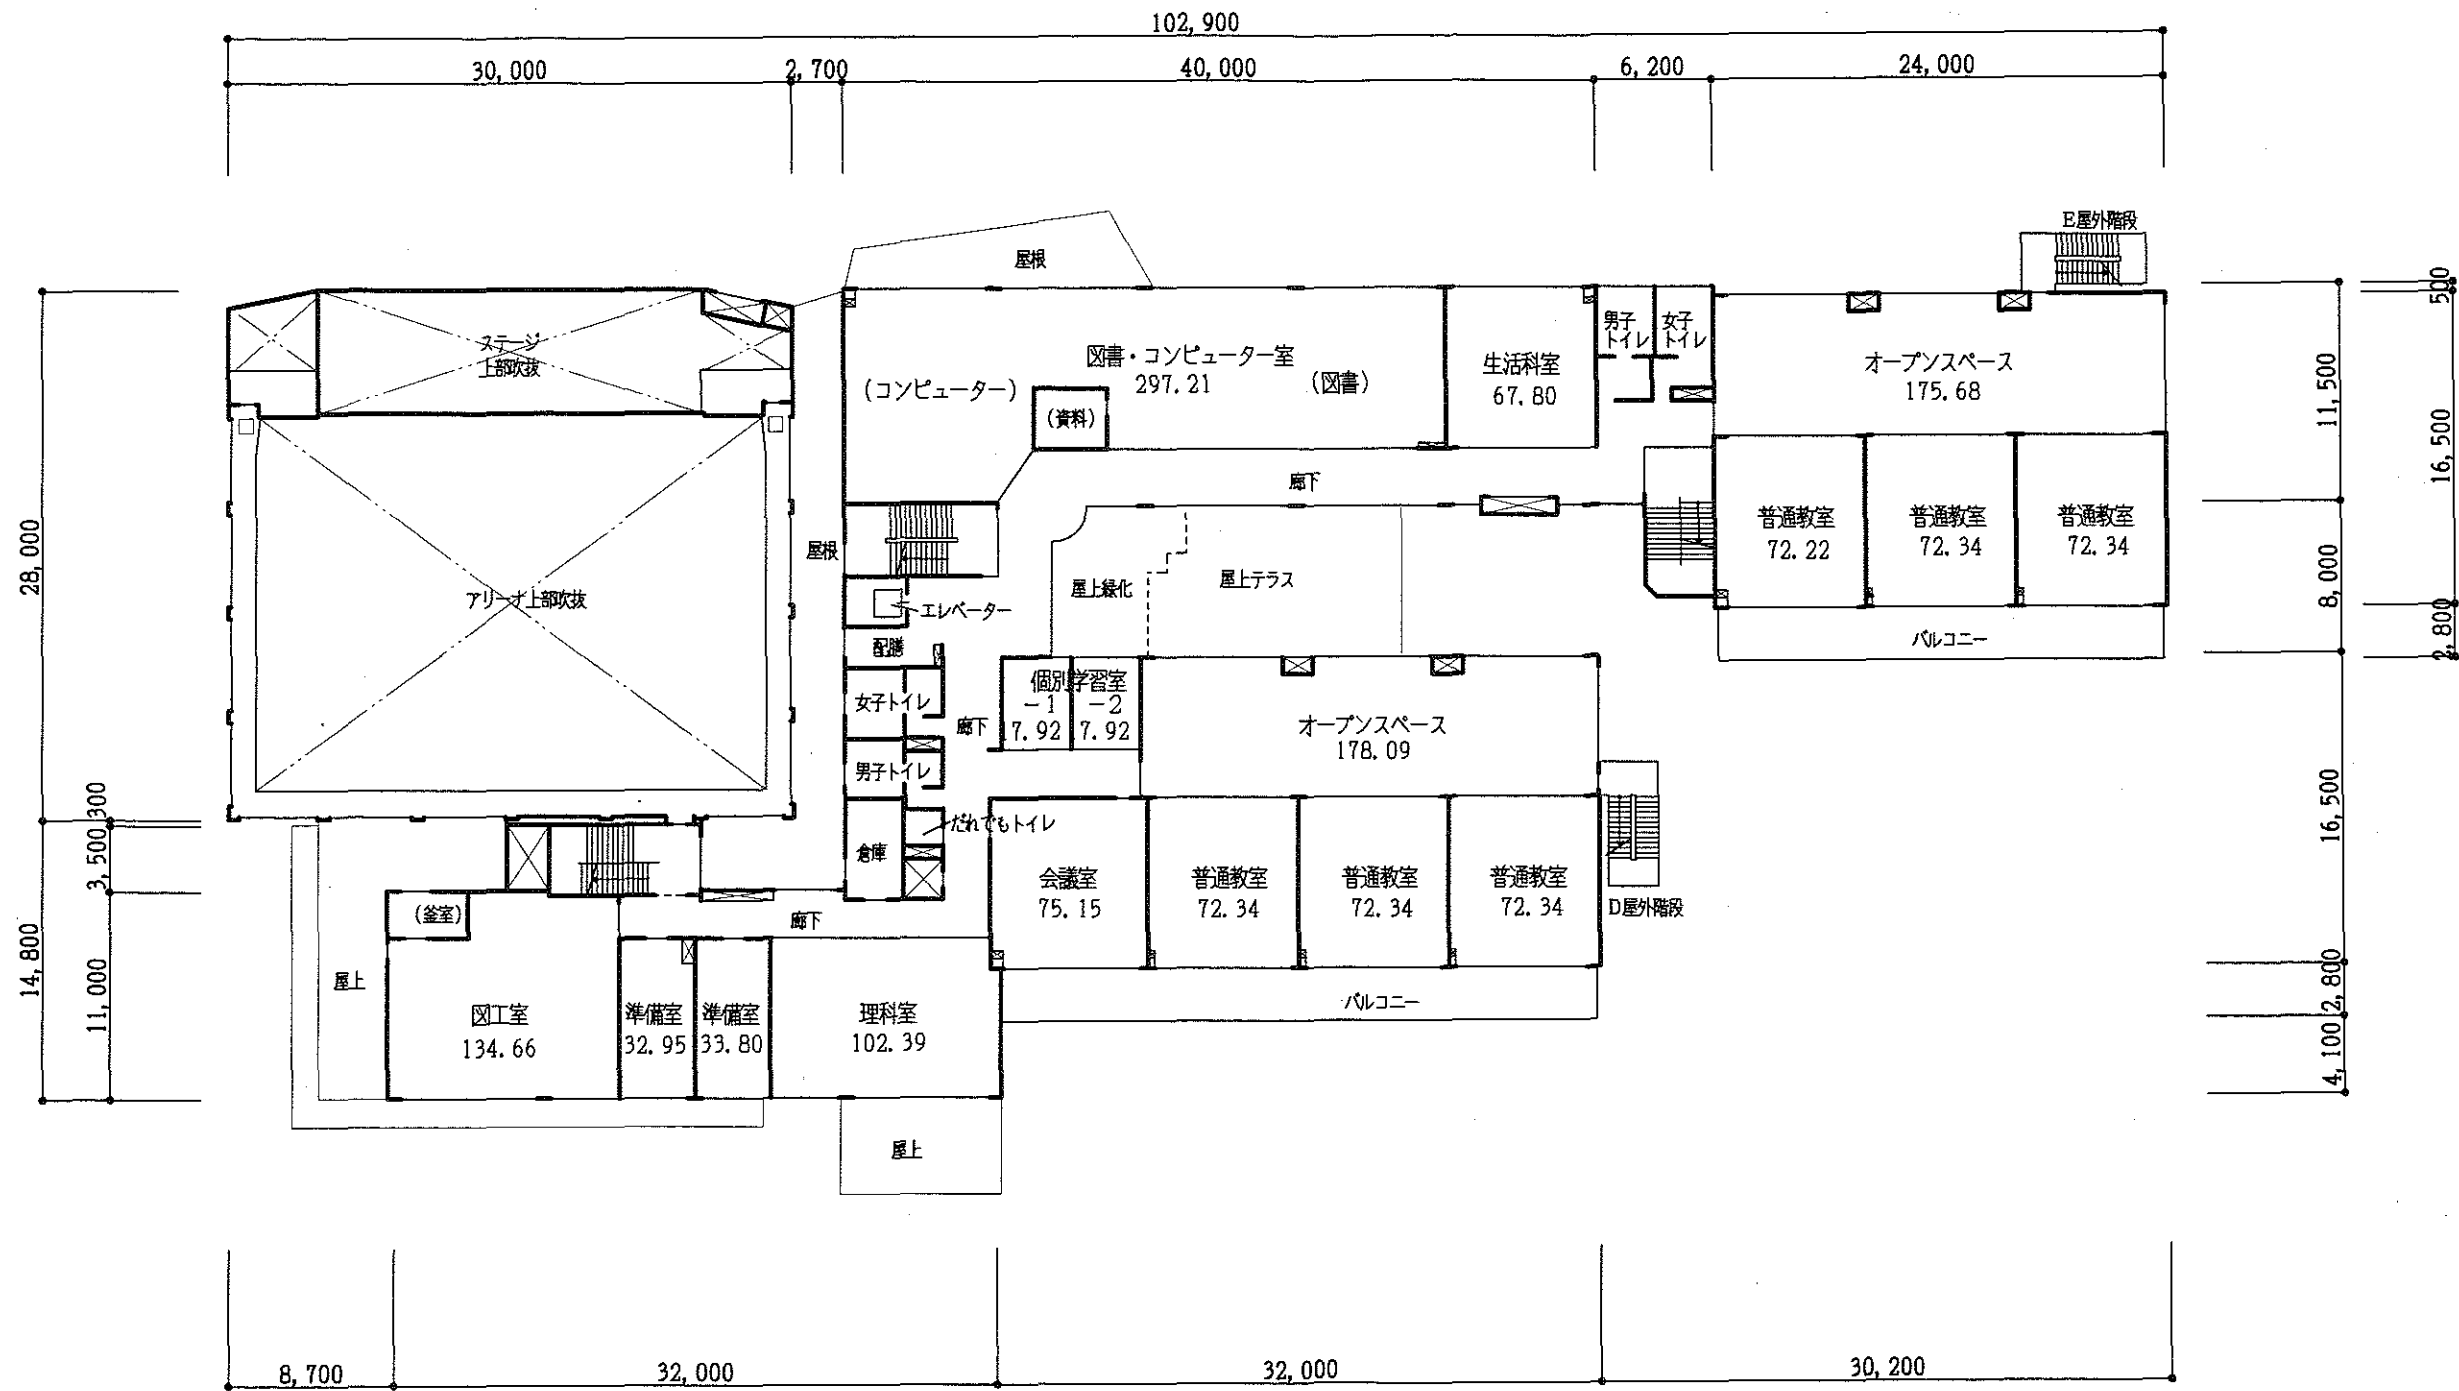 102,900
30,000
2,700
40,000
6,200
24,000
E屋外階段
屋根
500
ステージ
上部吹抜
図書・コンピューター室
297.21
(コンピューター)
(図書)
(資料)
生活科室
67.80
男子
トイレ
女子
トイレ
オープンスペース
175.68
11,500
16,500
廊下
普通教室
72.22
普通教室
72.34
普通教室
72.34
28,000
屋根
アリーナ上部吹抜
エレベーター
屋上緑化
屋上テラス
8,000
配膳
バルコニー
2,800
女子トイレ
廊下
個別学習室
-1
7.92
-2
7.92
オープンスペース
178.09
男子トイレ
300
3,500
だれでもトイレ
倉庫
16,500
会議室
75.15
普通教室
72.34
普通教室
72.34
普通教室
72.34
D屋外階段
(釜室)
廊下
14,800
11,000
屋上
図工室
134.66
準備室
32.95
準備室
33.80
理科室
102.39
バルコニー
2,800
4,100
屋上
8,700
32,000
32,000
30,200